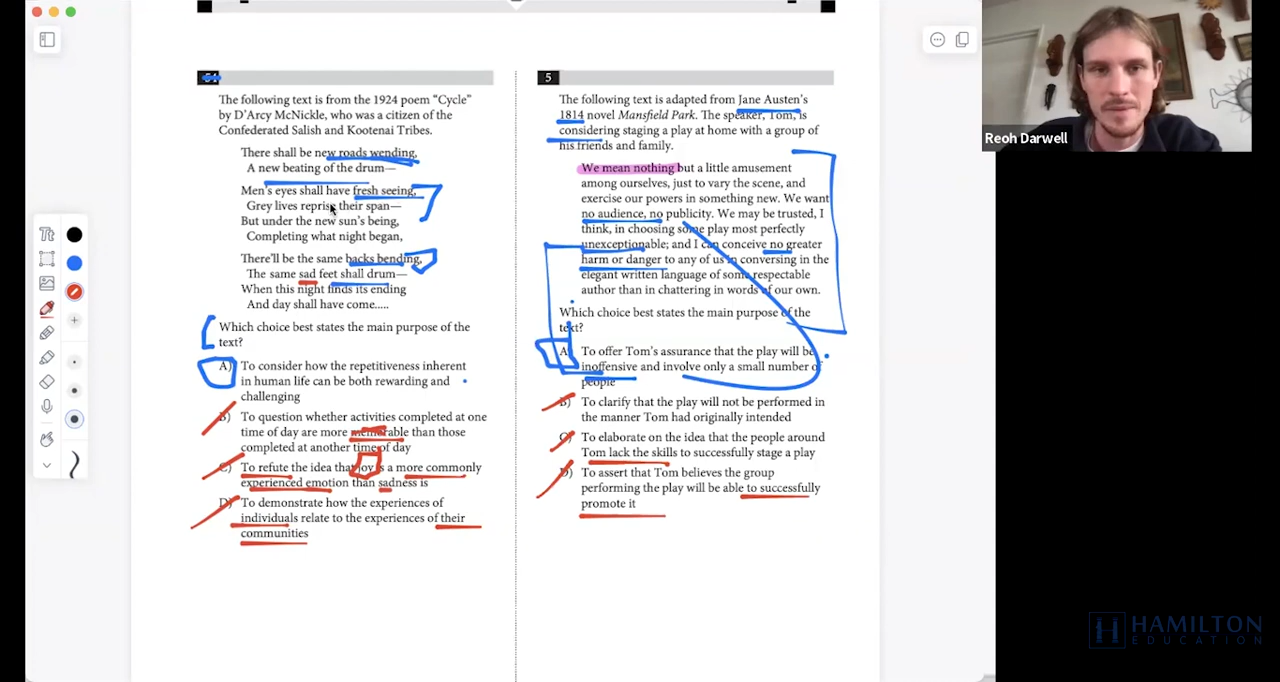 54
The following text is from the 1924 poem “Cycle”
by D’Arcy McNickle, who was a citizen of the
Confederated Salish and Kootenai Tribes.
There shall be new roads wending,
A new beating of the drum—
Men’s eyes shall have fresh seeing,
Grey lives reprise their span—
But under the new sun’s being,
Completing what night began,
There’ll be the same backs bending,
The same sad feet shall drum—
When this night finds its ending
And day shall have come.....
Which choice best states the main purpose of the
text?
A) To consider how the repetitiveness inherent
in human life can be both rewarding and
challenging
B) To question whether activities completed at one
time of day are more memorable than those
completed at another time of day
C) To refute the idea that joy is a more commonly
experienced emotion than sadness is
D) To demonstrate how the experiences of
individuals relate to the experiences of their
communities
5
The following text is adapted from Jane Austen’s
1814 novel Mansfield Park. The speaker, Tom, is
considering staging a play at home with a group of
his friends and family.
We mean nothing but a little amusement
among ourselves, just to vary the scene, and
exercise our powers in something new. We want
no audience, no publicity. We may be trusted, I
think, in choosing some play most perfectly
unexceptionable; and I can conceive no greater
harm or danger to any of us in conversing in the
elegant written language of some respectable
author than in chattering in words of our own.
Which choice best states the main purpose of the
text?
A) To offer Tom’s assurance that the play will be
inoffensive and involve only a small number of
people
B) To clarify that the play will not be performed in
the manner Tom had originally intended
C) To elaborate on the idea that the people around
Tom lack the skills to successfully stage a play
D) To assert that Tom believes the group
performing the play will be able to successfully
promote it
Reoh Darwell
HAMILTON
EDUCATION